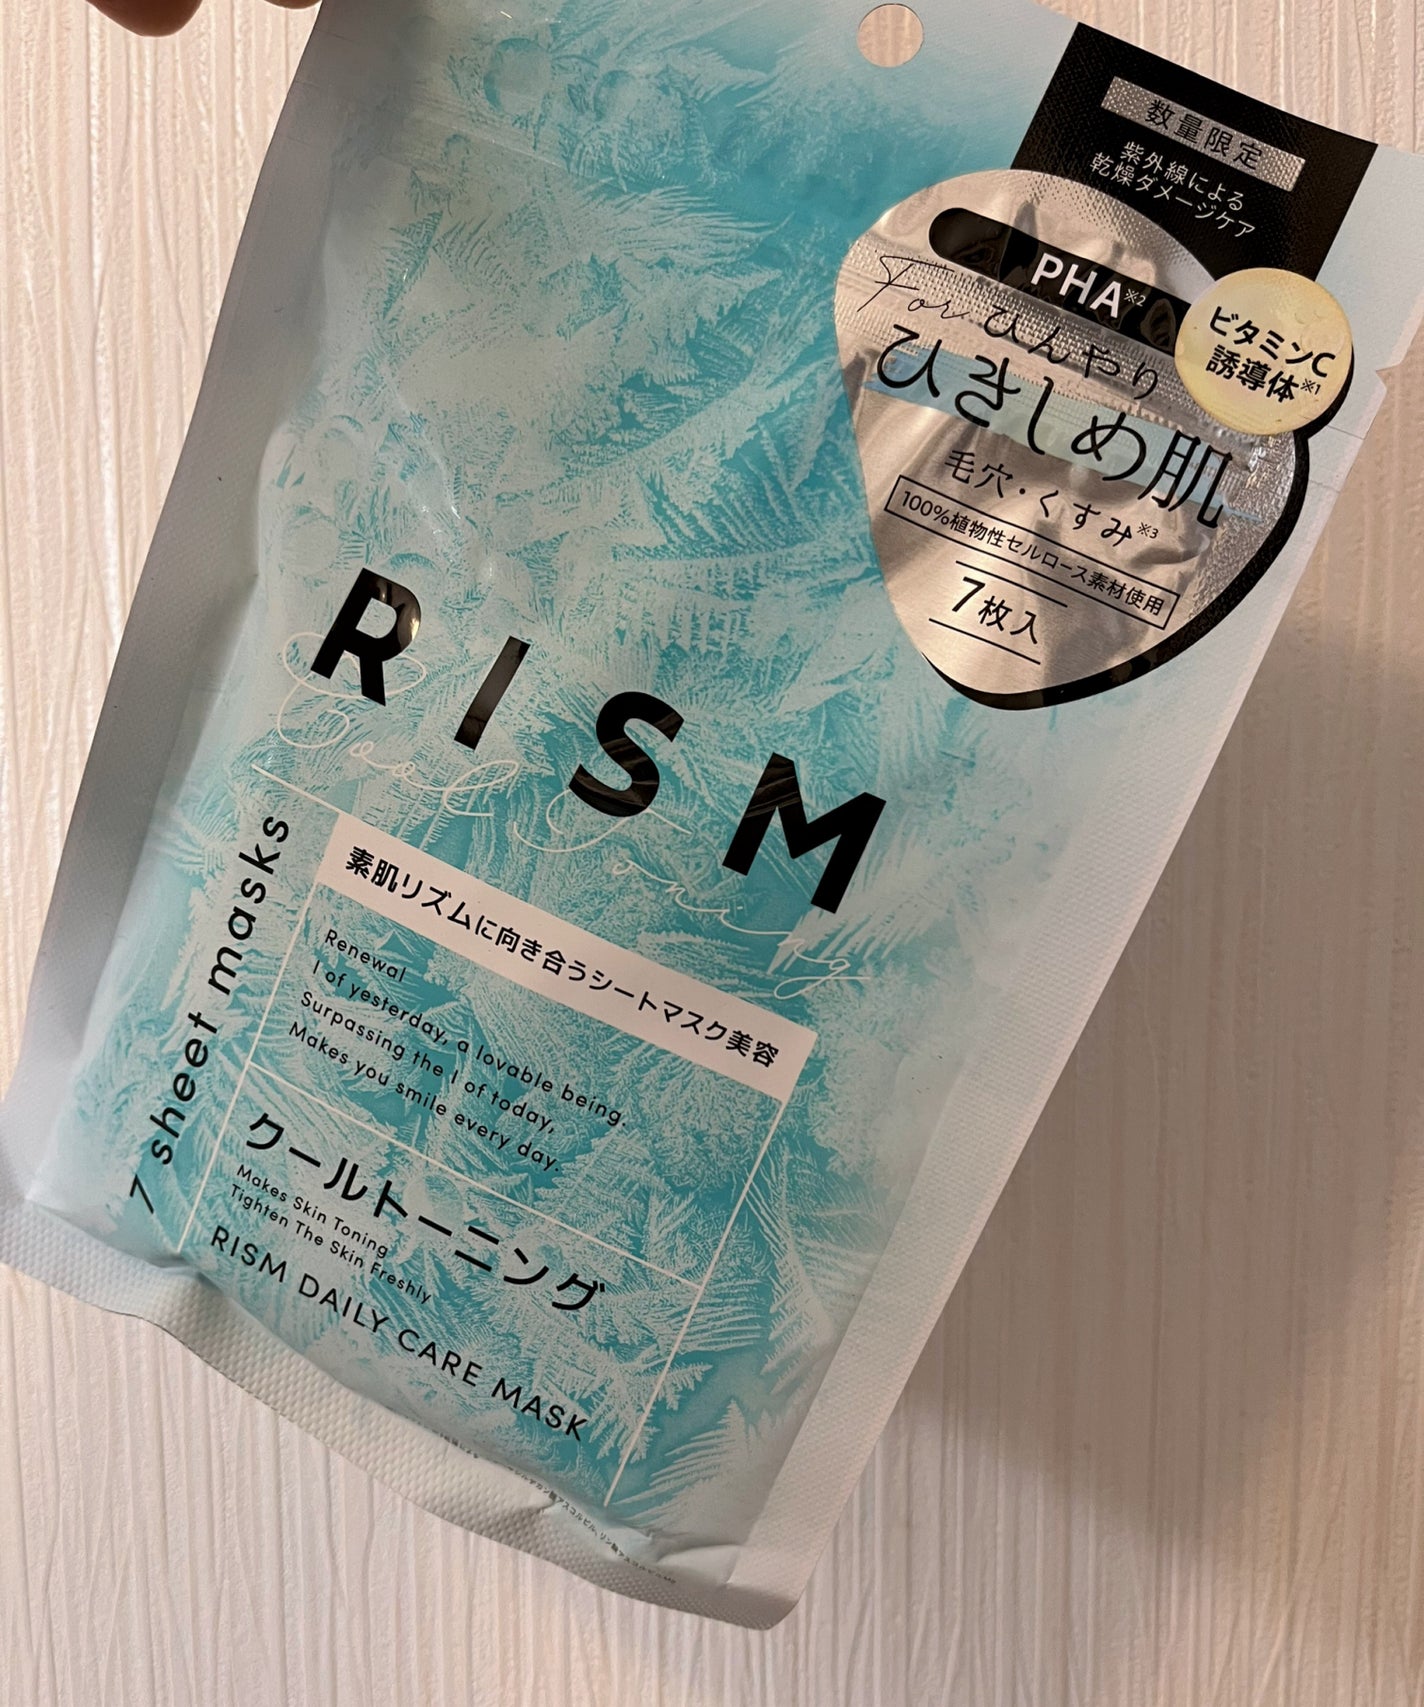 数量限定
紫外線による
乾燥ダメージケア
PHA※2
ビタミンC
誘導体※1
For ひんやり
ひきしめ肌
毛穴・くすみ※3
100%植物性セルロース素材使用
7枚入
RISM
Cool Toning
7 sheet masks
素肌リズムに向き合うシートマスク美容
Renewal
I of yesterday, a lovable being.
Surpassing the I of today,
Makes you smile every day.
クールトーニング
Makes Skin Toning
Tighten The Skin Freshly
RISM DAILY CARE MASK